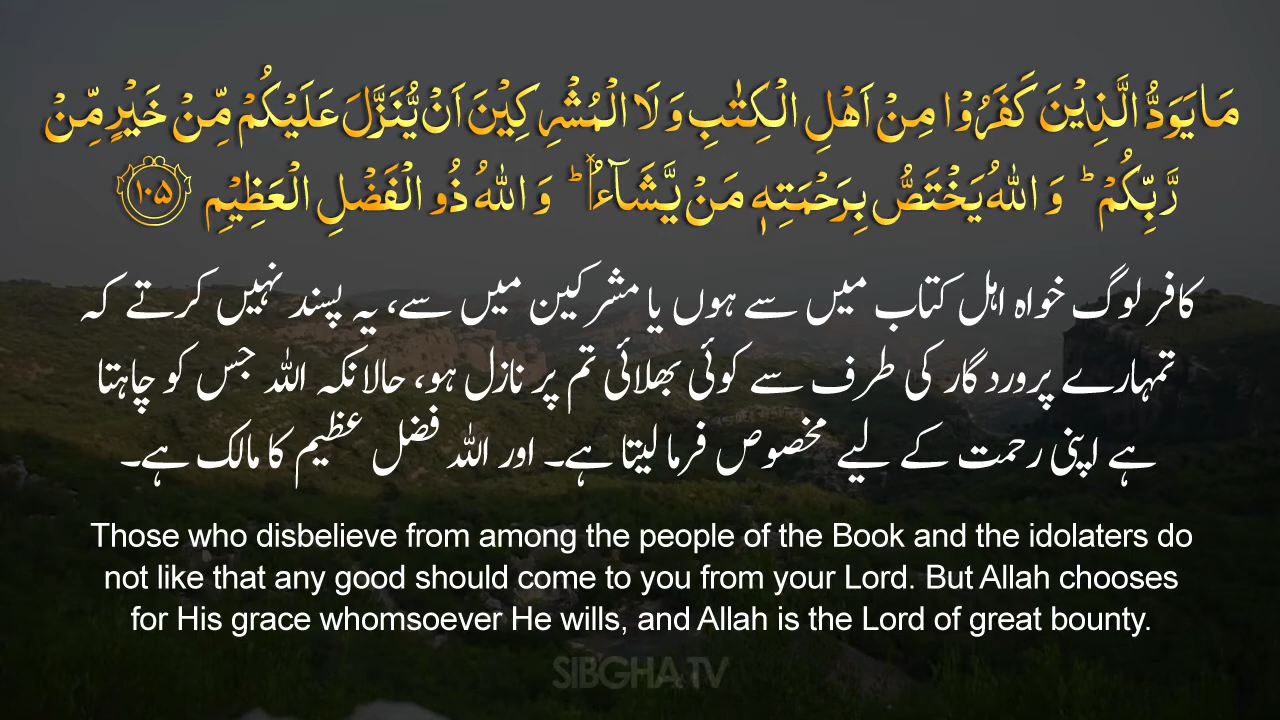 مَا يَوَدُّ الَّذِيْنَ كَفَرُوْا مِنْ اَهْلِ الْكِتٰبِ وَلَا الْمُشْرِكِيْنَ اَنْ يُّنَزَّلَ عَلَيْكُمْ مِّنْ خَيْرٍ مِّنْ
رَّبِّكُمْ ؕ وَ اللّٰهُ يَخْتَصُّ بِرَحْمَتِهٖ مَنْ يَّشَآءُ ؕ وَ اللّٰهُ ذُو الْفَضْلِ الْعَظِيْمِ ۝۱۰۵
کافر لوگ خواہ اہل کتاب میں سے ہوں یا مشرکین میں سے، یہ پسند نہیں کرتے کہ
تمہارے پروردگار کی طرف سے کوئی بھلائی تم پر نازل ہو، حالانکہ اللہ جس کو چاہتا
ہے اپنی رحمت کے لیے مخصوص فرما لیتا ہے۔ اور اللہ فضل عظیم کا مالک ہے۔
Those who disbelieve from among the people of the Book and the idolaters do
not like that any good should come to you from your Lord. But Allah chooses
for His grace whomsoever He wills, and Allah is the Lord of great bounty.
SIBGHA.TV